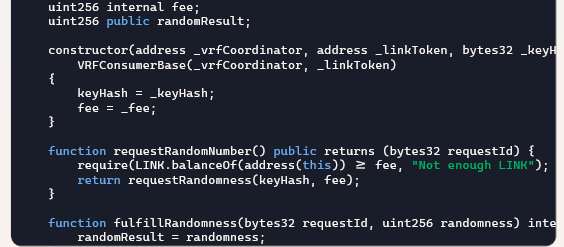 uint256 internal fee;
uint256 public randomResult;
constructor(address _vrfCoordinator, address _linkToken, bytes32 _keyH
VRFConsumerBase(_vrfCoordinator, _linkToken)
{
keyHash = _keyHash;
fee = _fee;
}
function requestRandomNumber() public returns (bytes32 requestId) {
require(LINK.balanceOf(address(this)) ≥ fee, "Not enough LINK");
return requestRandomness(keyHash, fee);
}
function fulfillRandomness(bytes32 requestId, uint256 randomness) inte
randomResult = randomness;